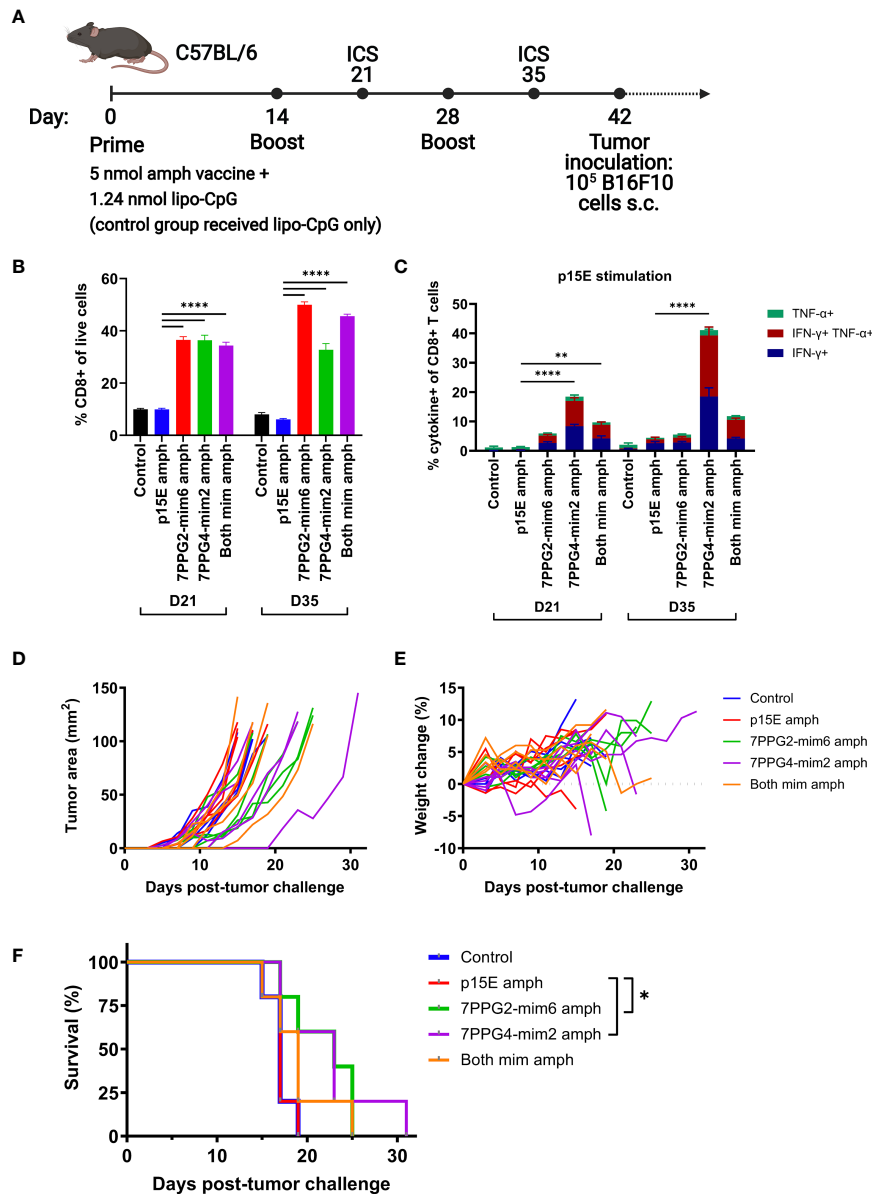 A
C57BL/6
ICS
21
ICS
35
Day:
0
14
28
42
Prime
Boost
Boost
Tumor
inoculation:
10⁵ B16F10
cells s.c.
5 nmol amph vaccine +
1.24 nmol lipo-CpG
(control group received lipo-CpG only)
B
% CD8+ of live cells
60
40
20
0
****
****
Control
p15E amph
7PPG2-mim6 amph
7PPG4-mim2 amph
Both mim amph
Control
p15E amph
7PPG2-mim6 amph
7PPG4-mim2 amph
Both mim amph
D21
D35
C
p15E stimulation
% cytokine+ of CD8+ T cells
50
40
30
20
10
0
**
****
****
TNF-α+
IFN-γ+ TNF-α+
IFN-γ+
Control
p15E amph
7PPG2-mim6 amph
7PPG4-mim2 amph
Both mim amph
Control
p15E amph
7PPG2-mim6 amph
7PPG4-mim2 amph
Both mim amph
D21
D35
D
Tumor area (mm²)
150
100
50
0
0 10 20 30
Days post-tumor challenge
E
Weight change (%)
15
10
5
0
-5
-10
0 10 20 30
Days post-tumor challenge
Control
p15E amph
7PPG2-mim6 amph
7PPG4-mim2 amph
Both mim amph
F
Survival (%)
100
75
50
25
0
0 10 20 30
Days post-tumor challenge
Control
p15E amph
7PPG2-mim6 amph
7PPG4-mim2 amph
Both mim amph
*